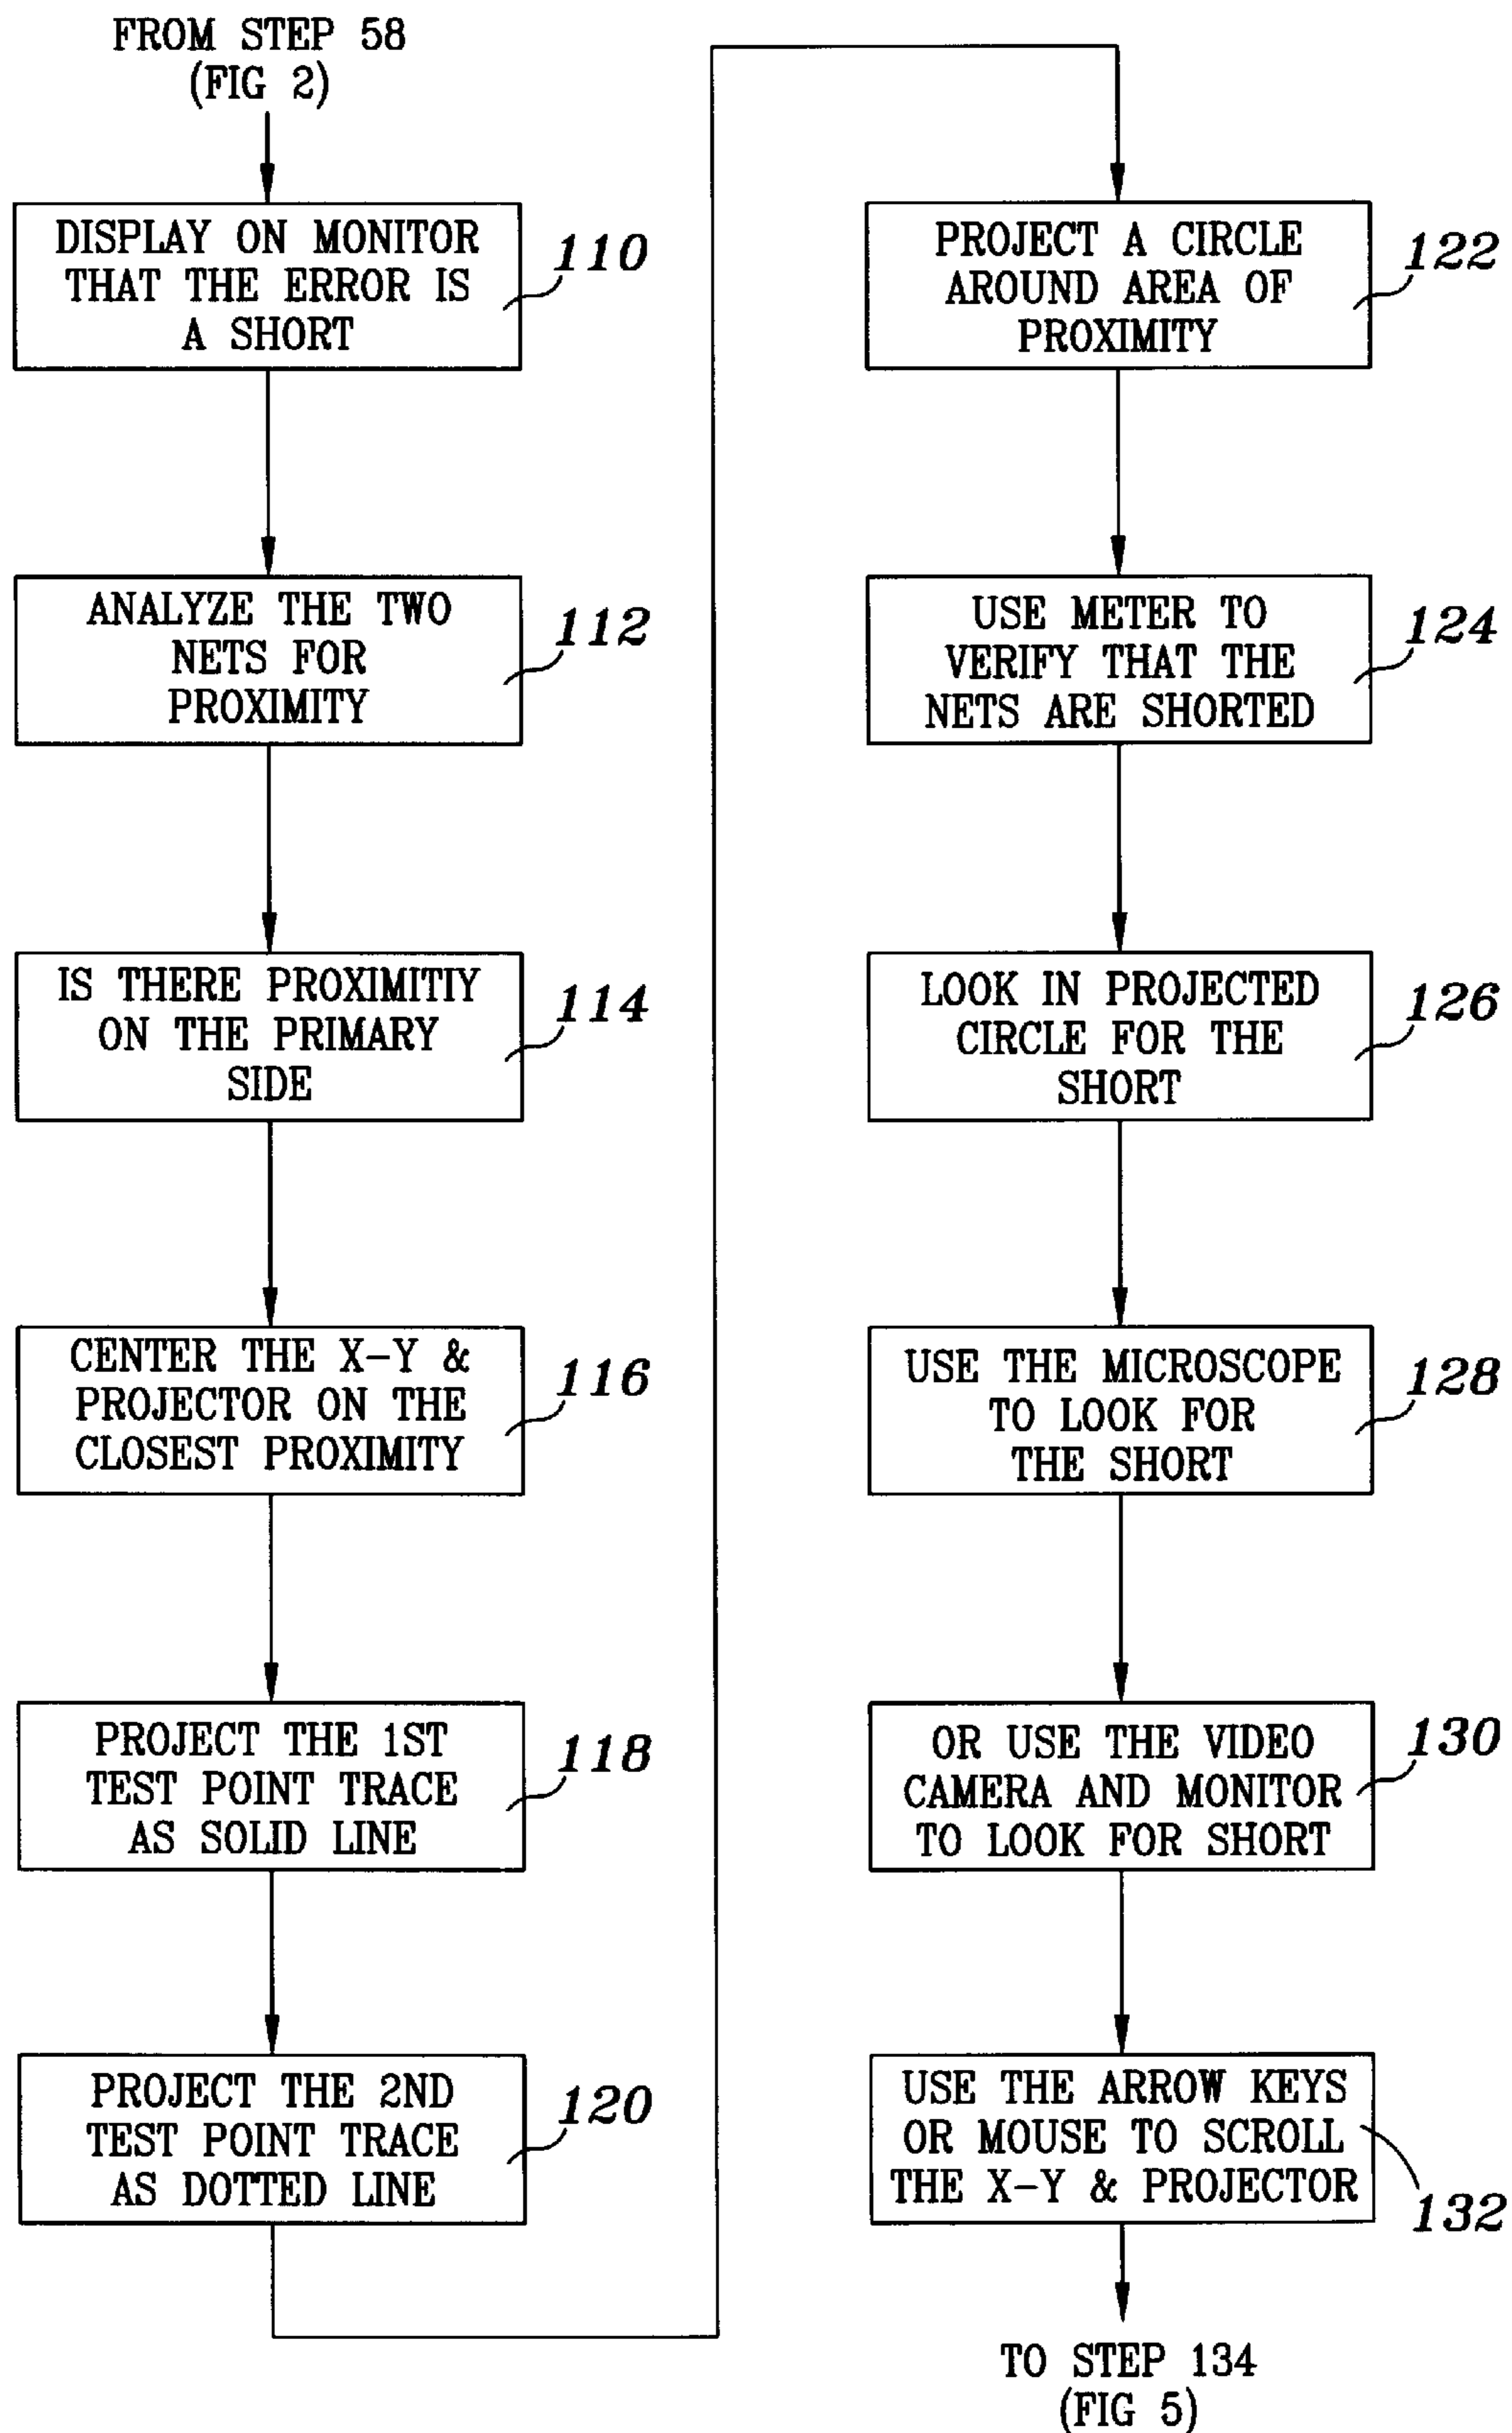 FROM STEP 58
(FIG 2)
DISPLAY ON MONITOR
THAT THE ERROR IS
A SHORT
110
ANALYZE THE TWO
NETS FOR
PROXIMITY
112
IS THERE PROXIMITIY
ON THE PRIMARY
SIDE
114
CENTER THE X-Y &
PROJECTOR ON THE
CLOSEST PROXIMITY
116
PROJECT THE 1ST
TEST POINT TRACE
AS SOLID LINE
118
PROJECT THE 2ND
TEST POINT TRACE
AS DOTTED LINE
120
PROJECT A CIRCLE
AROUND AREA OF
PROXIMITY
122
USE METER TO
VERIFY THAT THE
NETS ARE SHORTED
124
LOOK IN PROJECTED
CIRCLE FOR THE
SHORT
126
USE THE MICROSCOPE
TO LOOK FOR
THE SHORT
128
OR USE THE VIDEO
CAMERA AND MONITOR
TO LOOK FOR SHORT
130
USE THE ARROW KEYS
OR MOUSE TO SCROLL
THE X-Y & PROJECTOR
132
TO STEP 134
(FIG 5)